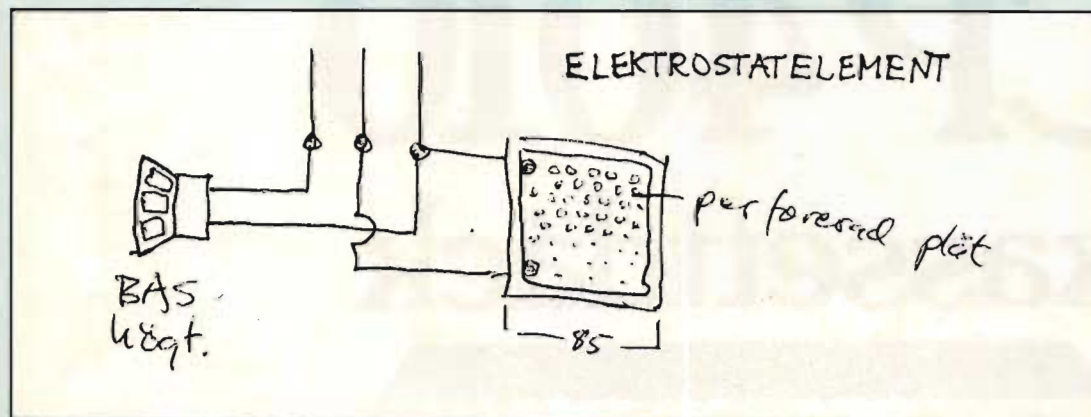 ELEKTROSTATELEMENT
perforerad plåt
BAS
högt.
85